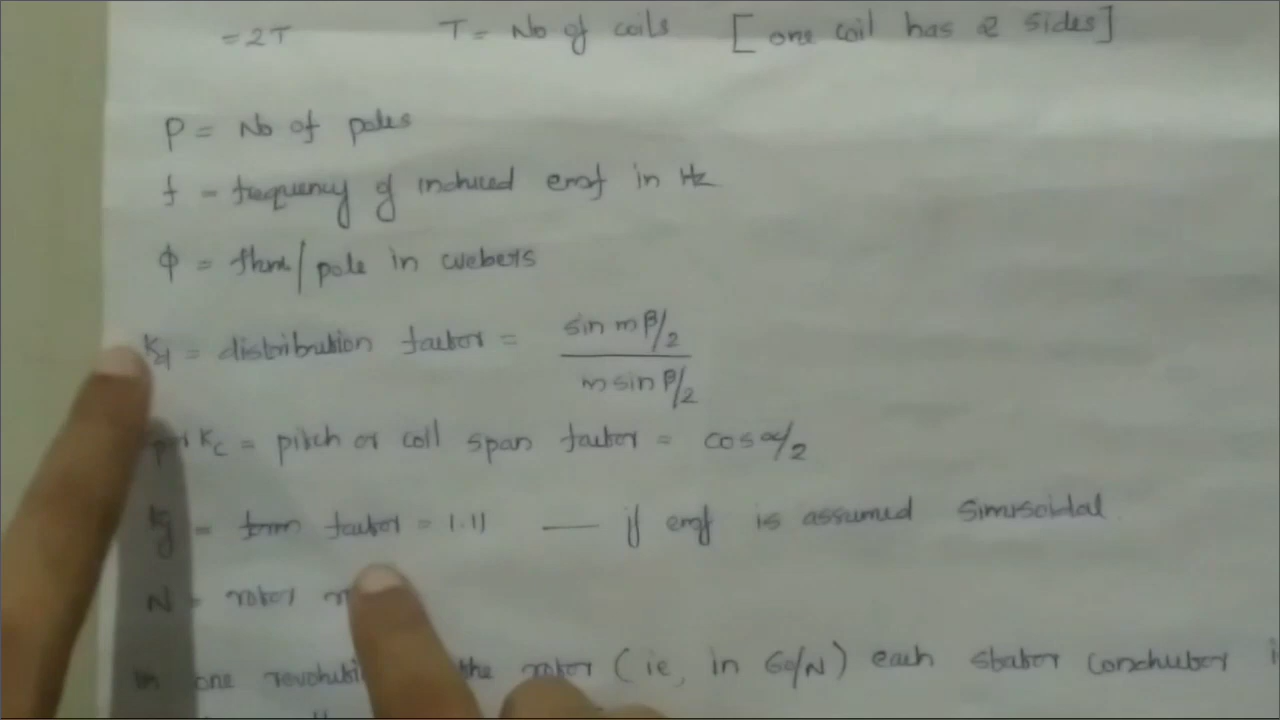 = 2T T = No of coils [one coil has 2 sides]
P = No of poles
f = frequency of induced emf in Hz
Φ = flux/pole in webers
Kd = distribution factor = sin mβ/2 / m sin β/2
Kc = pitch or coil span factor = cos α/2
Kf = form factor = 1.11 — if emf is assumed sinusoidal
N = rotor
in one the rotor (ie, in 60/N) each stator conductor